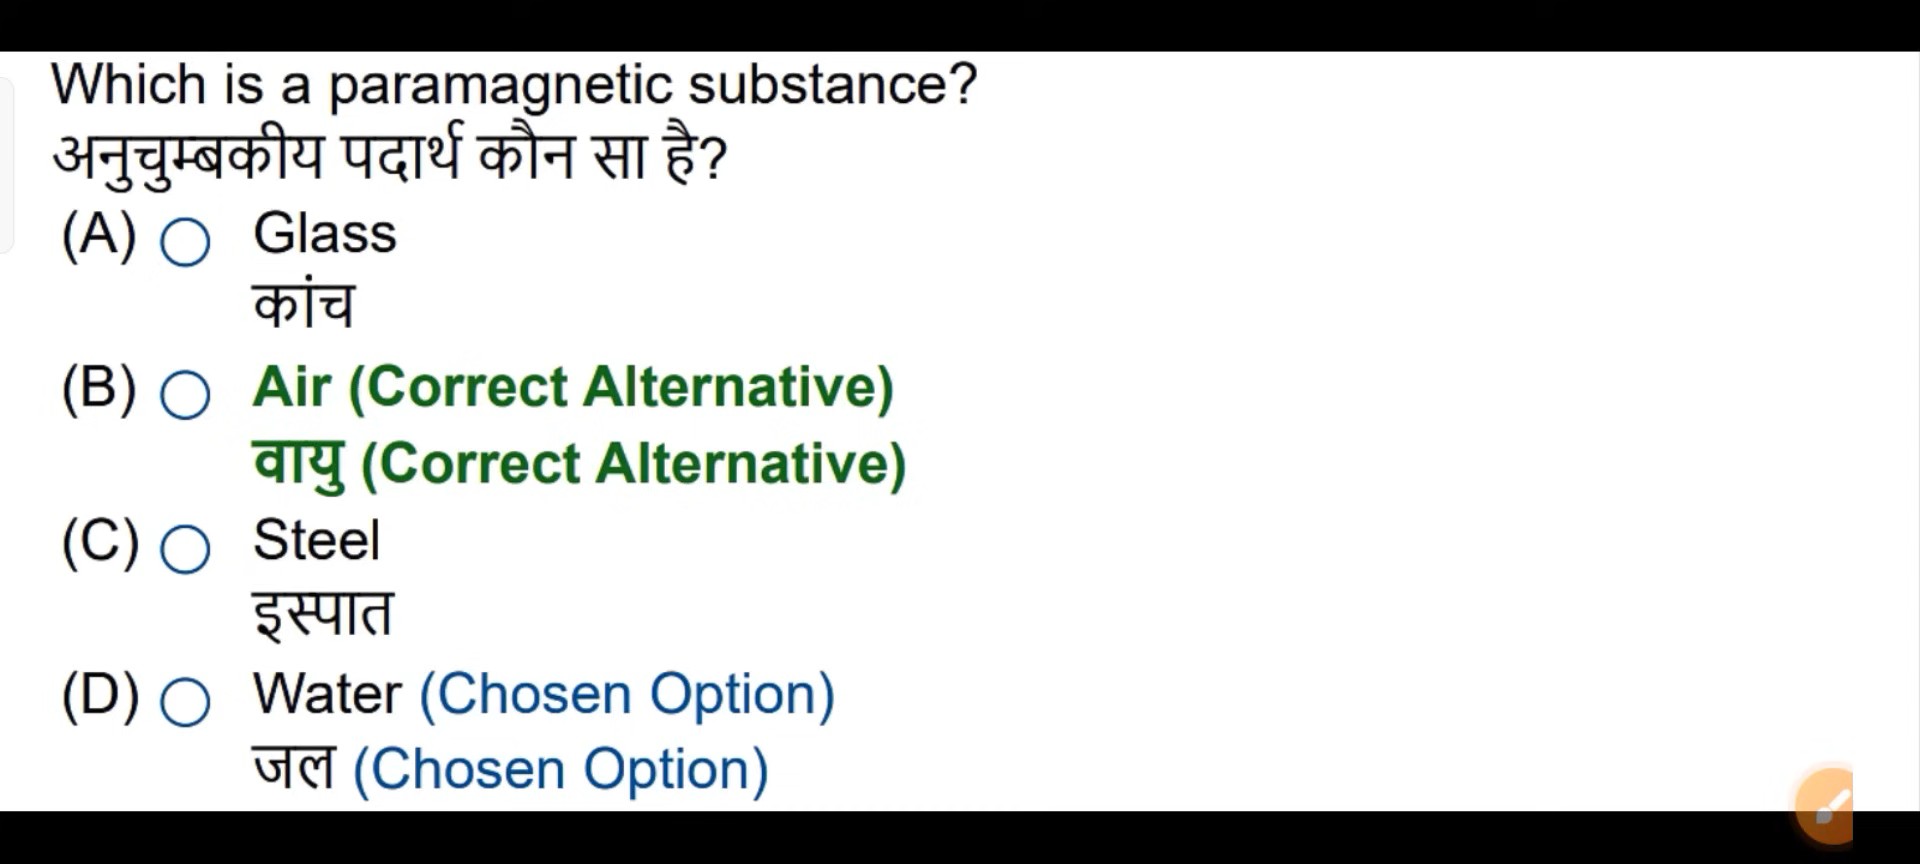 Which is a paramagnetic substance?
अनुचुम्बकीय पदार्थ कौन सा है?
(A) Glass
कांच
(B) Air (Correct Alternative)
वायु (Correct Alternative)
(C) Steel
इस्पात
(D) Water (Chosen Option)
जल (Chosen Option)